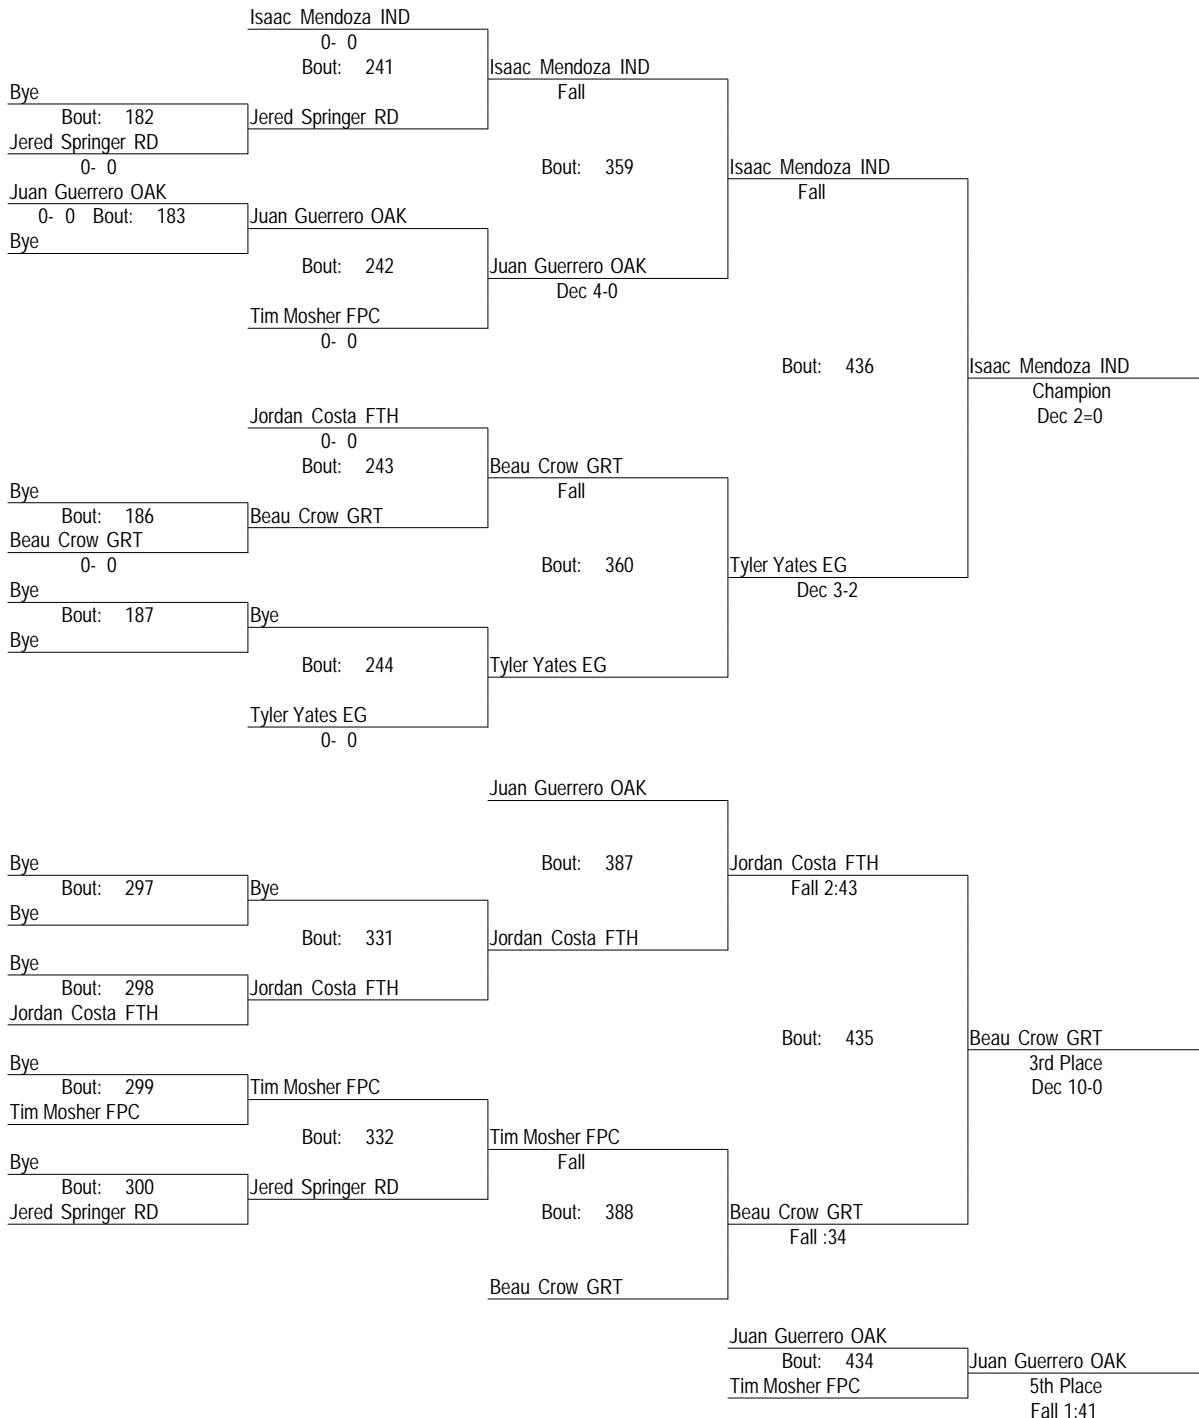 Isaac Mendoza IND
0- 0
Bout: 241
Isaac Mendoza IND
Fall
Bye
Bout: 182
Jered Springer RD
Jered Springer RD
0- 0
Bout: 359
Isaac Mendoza IND
Fall
Juan Guerrero OAK
0- 0 Bout: 183
Juan Guerrero OAK
Bye
Bout: 242
Juan Guerrero OAK
Dec 4-0
Tim Mosher FPC
0- 0
Bout: 436
Isaac Mendoza IND
Champion
Dec 2=0
Jordan Costa FTH
0- 0
Bout: 243
Beau Crow GRT
Fall
Bye
Bout: 186
Beau Crow GRT
Beau Crow GRT
0- 0
Bout: 360
Tyler Yates EG
Dec 3-2
Bye
Bout: 187
Bye
Bye
Bout: 244
Tyler Yates EG
Tyler Yates EG
0- 0
Juan Guerrero OAK
Bout: 387
Jordan Costa FTH
Fall 2:43
Bye
Bout: 297
Bye
Bye
Bout: 331
Jordan Costa FTH
Bye
Bout: 298
Jordan Costa FTH
Jordan Costa FTH
Bout: 435
Beau Crow GRT
3rd Place
Dec 10-0
Bye
Bout: 299
Tim Mosher FPC
Tim Mosher FPC
Bout: 332
Tim Mosher FPC
Fall
Bye
Bout: 300
Jered Springer RD
Jered Springer RD
Bout: 388
Beau Crow GRT
Fall :34
Beau Crow GRT
Juan Guerrero OAK
Bout: 434
Juan Guerrero OAK
Tim Mosher FPC
5th Place
Fall 1:41